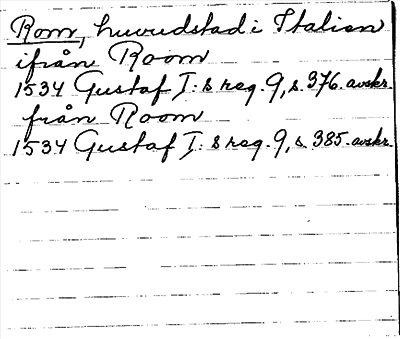 Rom, huvudstad i Italien
ifrån Room
1534 Gustaf I:s reg. 9, s. 376. avskr.
från Room
1534 Gustaf I:s reg. 9, s. 385. avskr.